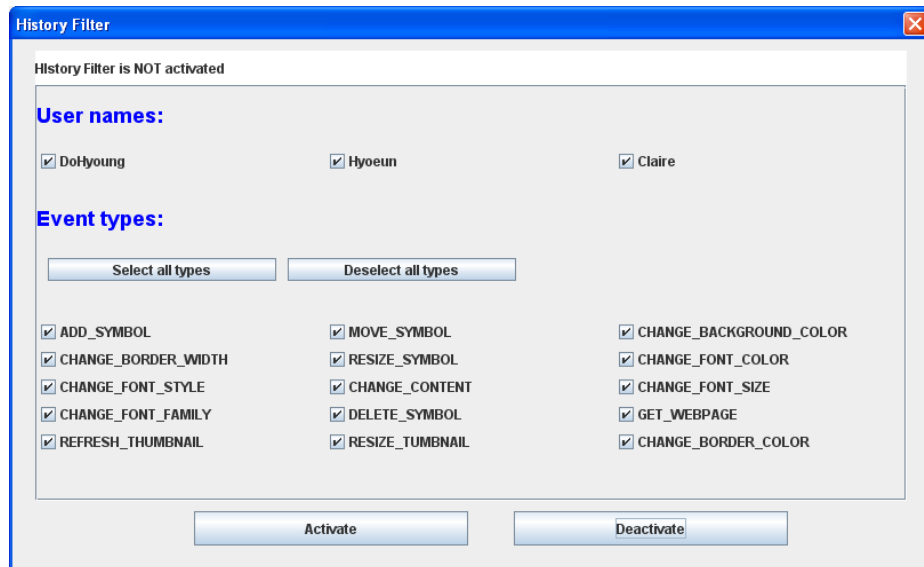 History Filter
HIstory Filter is NOT activated
User names:
DoHyoung Hyoeun Claire
Event types:
Select all types Deselect all types
ADD_SYMBOL MOVE_SYMBOL CHANGE_BACKGROUND_COLOR
CHANGE_BORDER_WIDTH RESIZE_SYMBOL CHANGE_FONT_COLOR
CHANGE_FONT_STYLE CHANGE_CONTENT CHANGE_FONT_SIZE
CHANGE_FONT_FAMILY DELETE_SYMBOL GET_WEBPAGE
REFRESH_THUMBNAIL RESIZE_TUMBNAIL CHANGE_BORDER_COLOR
Activate Deactivate